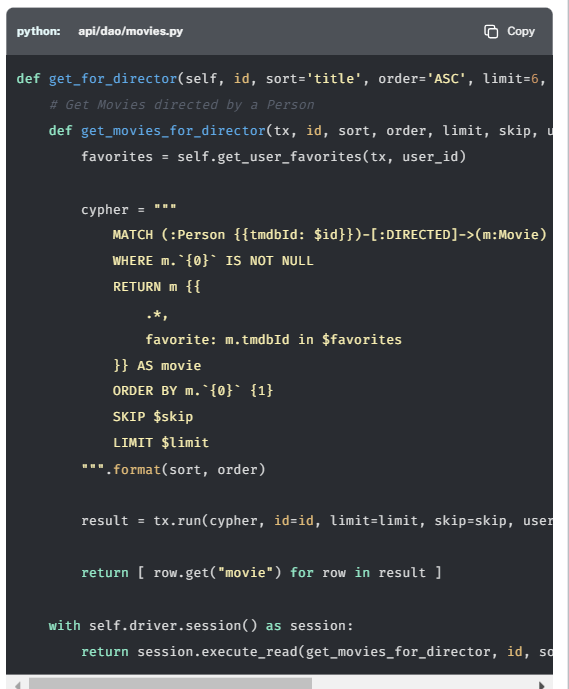 python: api/dao/movies.py Copy
def get_for_director(self, id, sort='title', order='ASC', limit=6,
    # Get Movies directed by a Person
    def get_movies_for_director(tx, id, sort, order, limit, skip, u
        favorites = self.get_user_favorites(tx, user_id)

        cypher = """
            MATCH (:Person {{tmdbId: $id}})-[:DIRECTED]->(m:Movie)
            WHERE m.`{0}` IS NOT NULL
            RETURN m {{
                .*,
                favorite: m.tmdbId in $favorites
            }} AS movie
            ORDER BY m.`{0}` {1}
            SKIP $skip
            LIMIT $limit
        """.format(sort, order)

        result = tx.run(cypher, id=id, limit=limit, skip=skip, user

        return [ row.get("movie") for row in result ]

    with self.driver.session() as session:
        return session.execute_read(get_movies_for_director, id, so